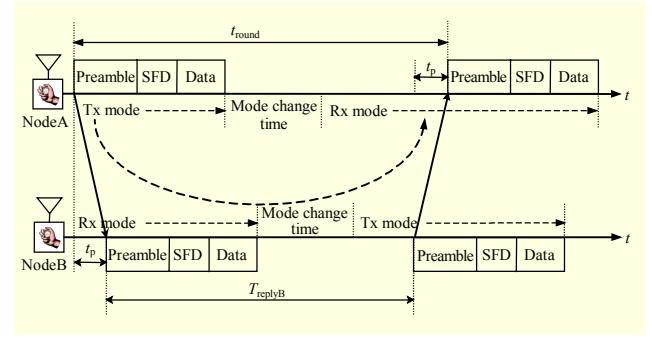 tround
tp
Preamble SFD Data
Preamble SFD Data
t
Tx mode
Mode change
time
Rx mode
NodeA
Rx mode
Mode change
time
Tx mode
t
NodeB
tp
Preamble SFD Data
Preamble SFD Data
TreplyB